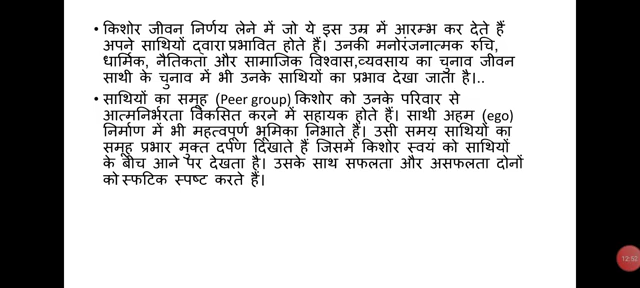 • किशोर जीवन निर्णय लेने में जो ये इस उम्र में आरम्भ कर देते हैं
अपने साथियों द्वारा प्रभावित होते हैं। उनकी मनोरंजनात्मक रुचि,
धार्मिक, नैतिकता और सामाजिक विश्वास,व्यवसाय का चुनाव जीवन
साथी के चुनाव में भी उनके साथियों का प्रभाव देखा जाता है।..
• साथियों का समूह (Peer group) किशोर को उनके परिवार से
आत्मनिर्भरता विकसित करने में सहायक होते हैं। साथी अहम (ego)
निर्माण में भी महत्वपूर्ण भूमिका निभाते हैं। उसी समय साथियों का
समूह प्रभार मुक्त दर्पण दिखाते हैं जिसमें किशोर स्वयं को साथियों
के बीच आने पर देखता है। उसके साथ सफलता और असफलता दोनों
को स्फटिक स्पष्ट करते हैं।
12:53